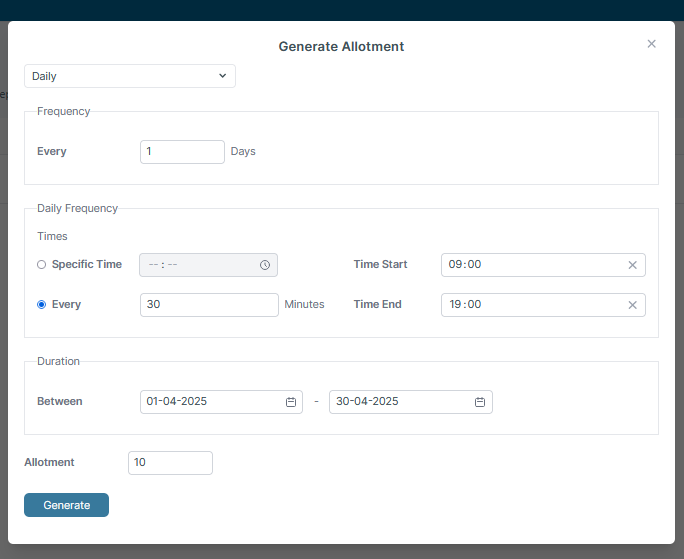 Generate Allotment
Daily
Frequency
Every 1 Days
Daily Frequency
Times
Specific Time -- : -- Time Start 09:00
Every 30 Minutes Time End 19:00
Duration
Between 01-04-2025 - 30-04-2025
Allotment 10
Generate